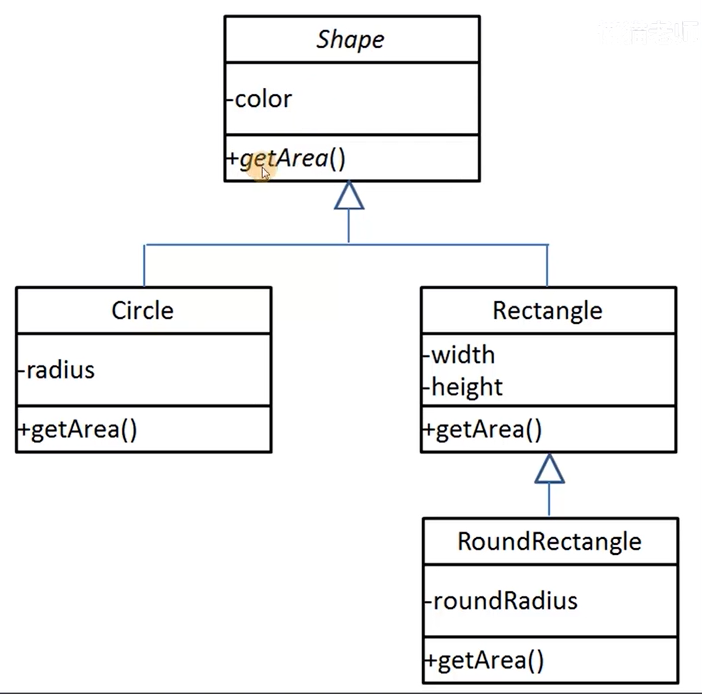 Shape
-color
+getArea()
Circle
-radius
+getArea()
Rectangle
-width
-height
+getArea()
RoundRectangle
-roundRadius
+getArea()